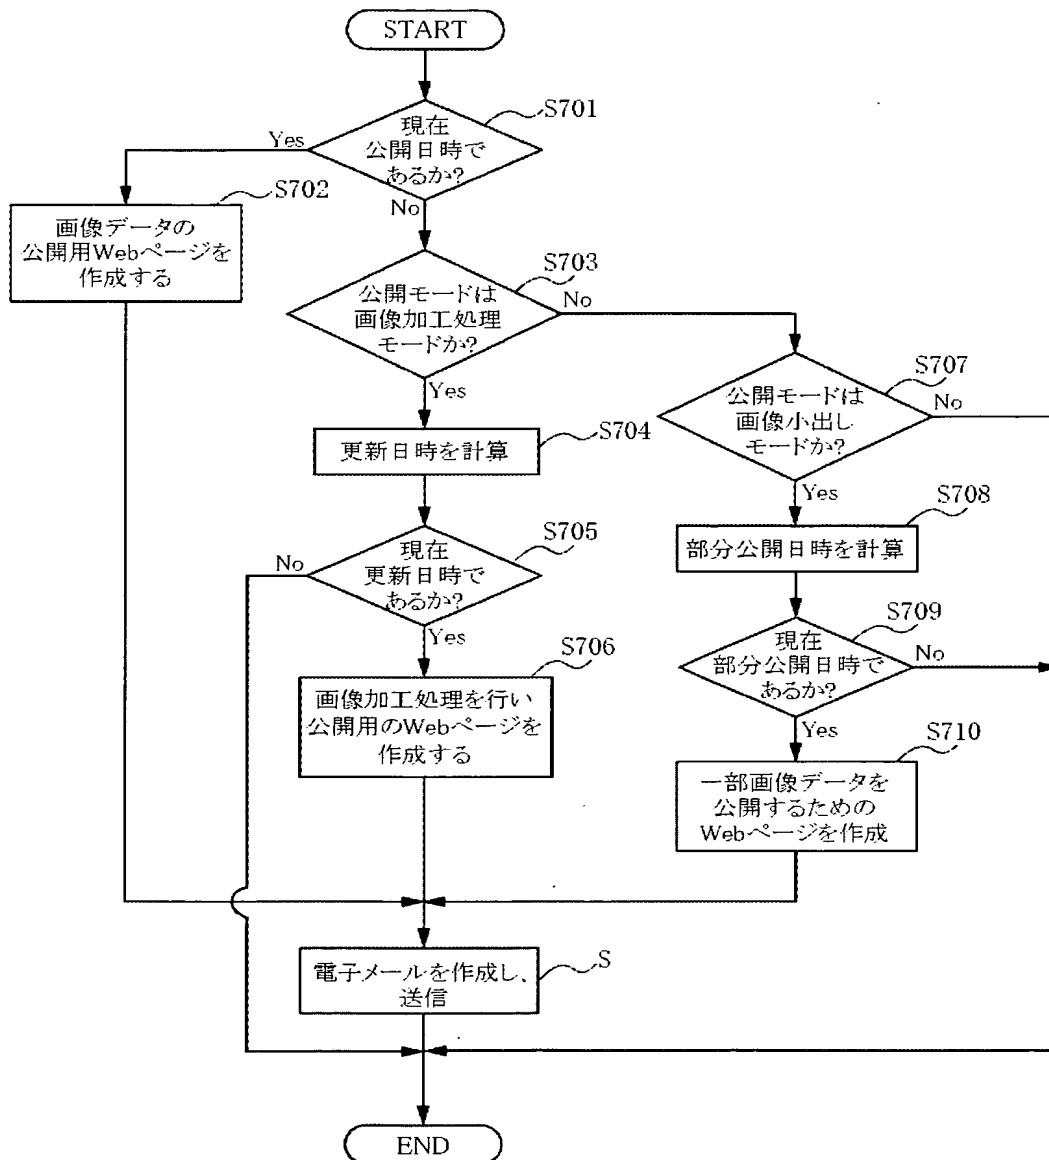 START
S701
現在
公開日時で
あるか?
Yes
No
S702
画像データの
公開用Webページを
作成する
S703
公開モードは
画像加工処理
モードか?
No
Yes
S707
公開モードは
画像小出し
モードか?
No
Yes
S704
更新日時を計算
S708
部分公開日時を計算
S705
現在
更新日時で
あるか?
No
Yes
S709
現在
部分公開日時で
あるか?
No
Yes
S706
画像加工処理を行い
公開用のWebページを
作成する
S710
一部画像データを
公開するための
Webページを作成
S
電子メールを作成し、
送信
END